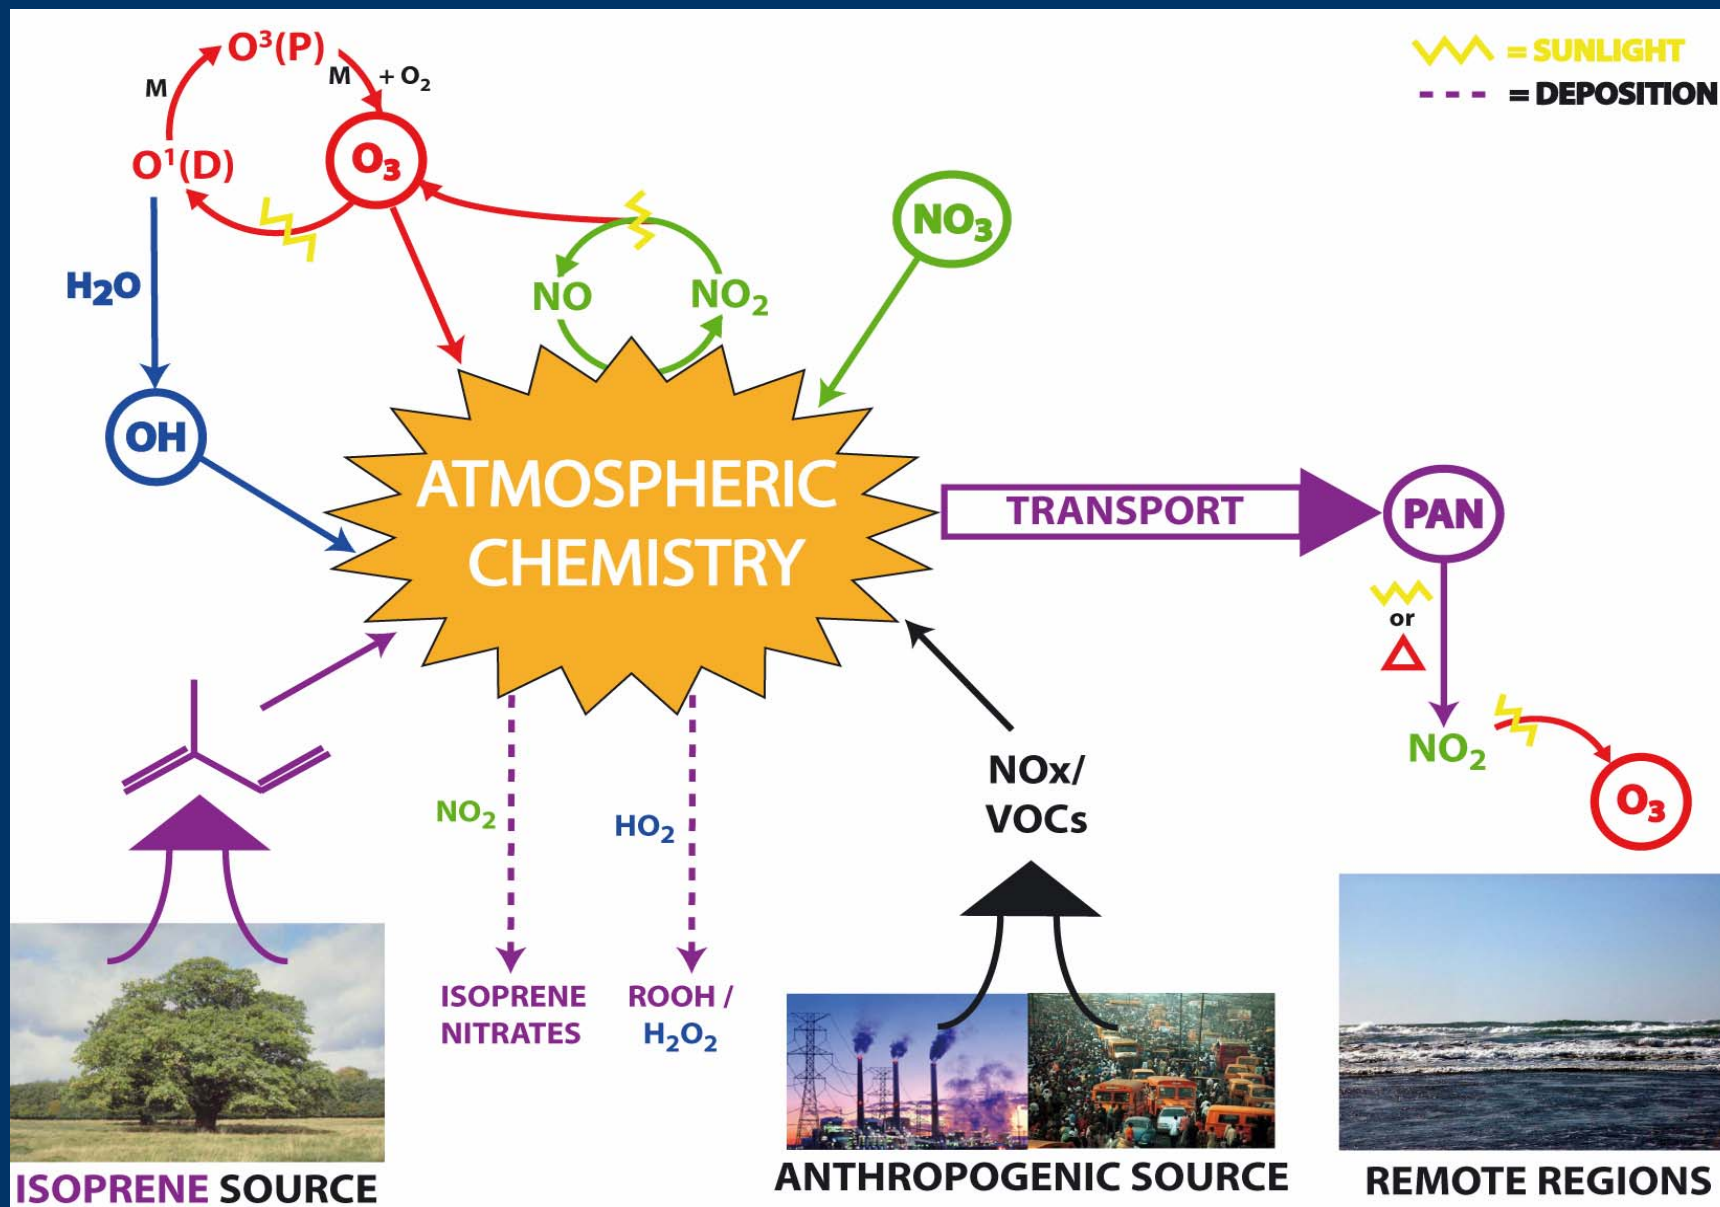 O³(P)
M
M + O₂
= SUNLIGHT
= DEPOSITION
O¹(D)
O₃
NO₃
H₂O
NO
NO₂
OH
ATMOSPHERIC
CHEMISTRY
TRANSPORT
PAN
or
NO₂
O₃
NO₂
HO₂
NOx/
VOCs
ISOPRENE
NITRATES
ROOH /
H₂O₂
ISOPRENE SOURCE
ANTHROPOGENIC SOURCE
REMOTE REGIONS